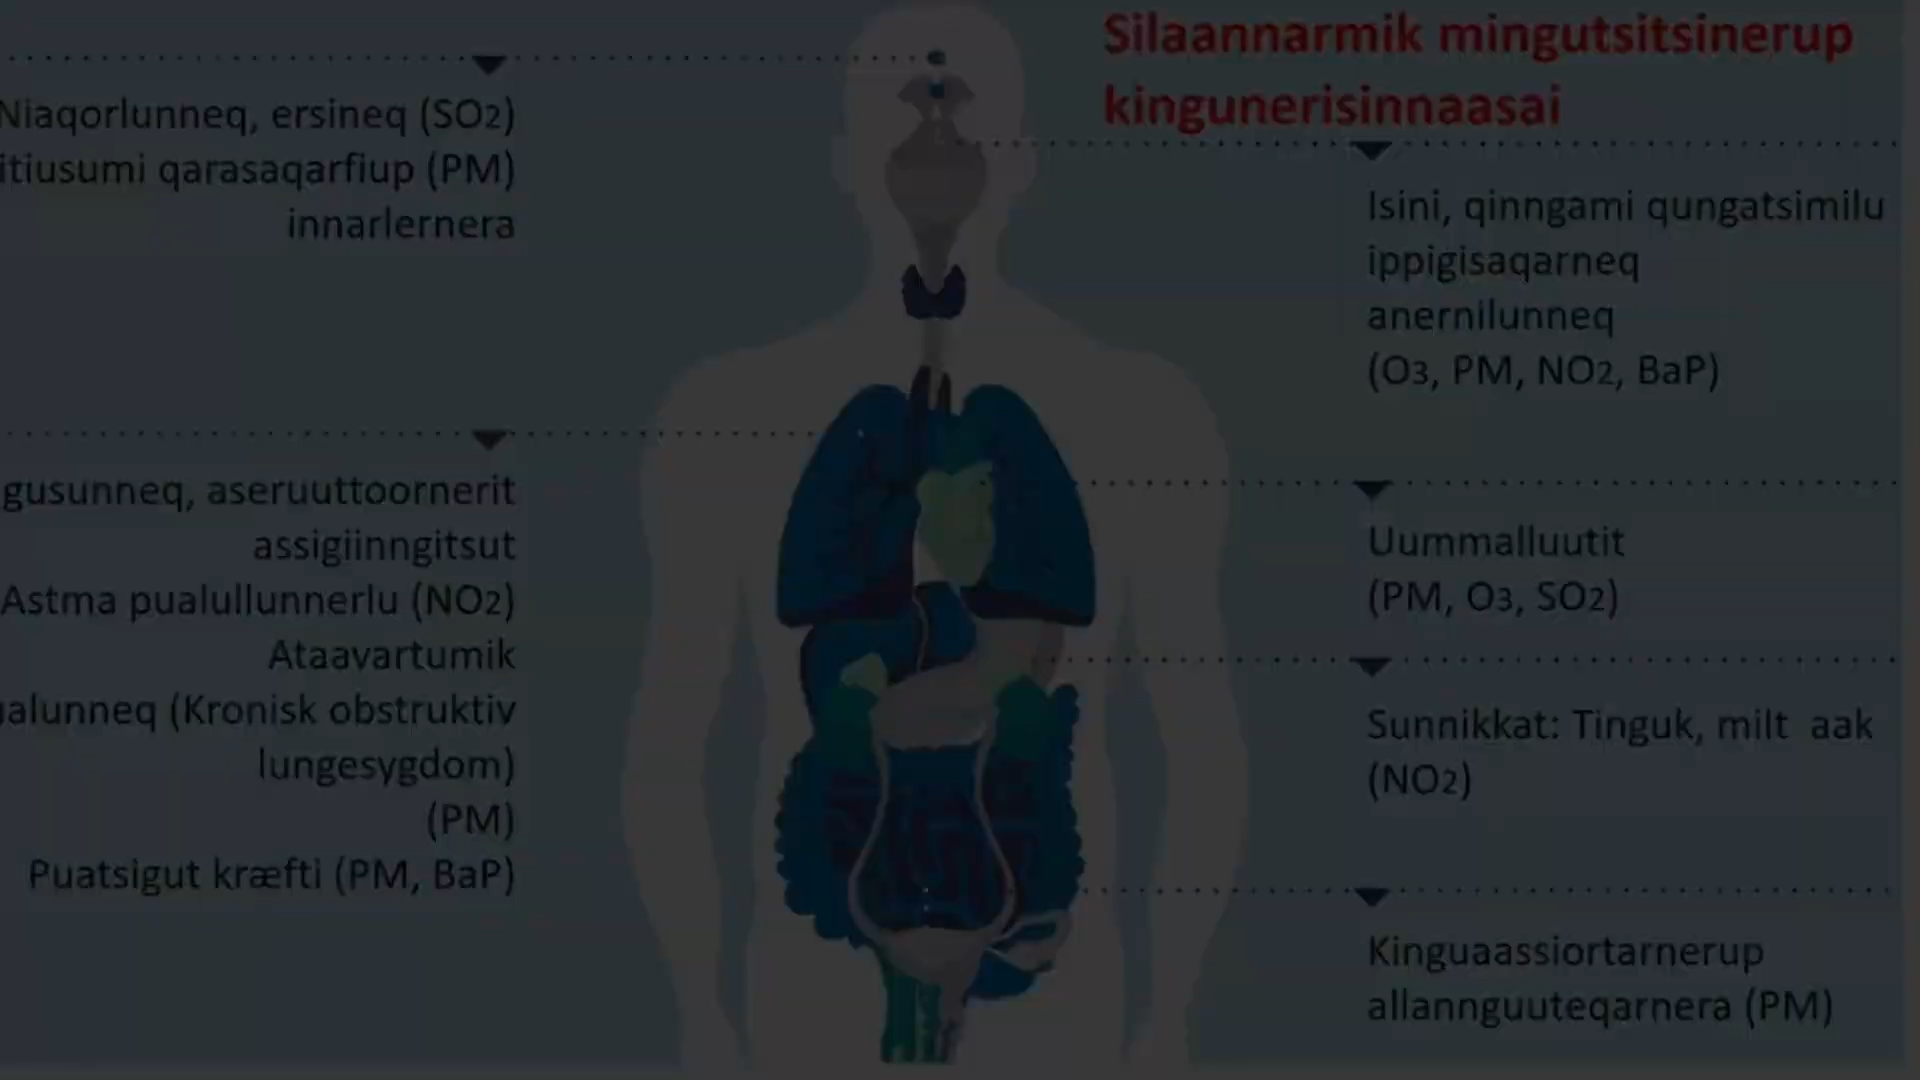 Silaannarmik mingutsitsinerup
kingunerisinnaasai
Niaqorlunneq, ersineq (SO2)
itiusumi qarasaqarfiup (PM)
innarlernera
gusunneq, aseruuttoornerit
assigiinngitsut
Astma pualullunnerlu (NO2)
Ataavartumik
alunneq (Kronisk obstruktiv
lungesygdom)
(PM)
Puatsigut kræfti (PM, BaP)
Isini, qinngami qungatsimilu
ippigisaqarneq
anernilunneq
(O3, PM, NO2, BaP)
Uummalluutit
(PM, O3, SO2)
Sunnikkat: Tinguk, milt aak
(NO2)
Kinguaassiortarnerup
allannguuteqarnera (PM)